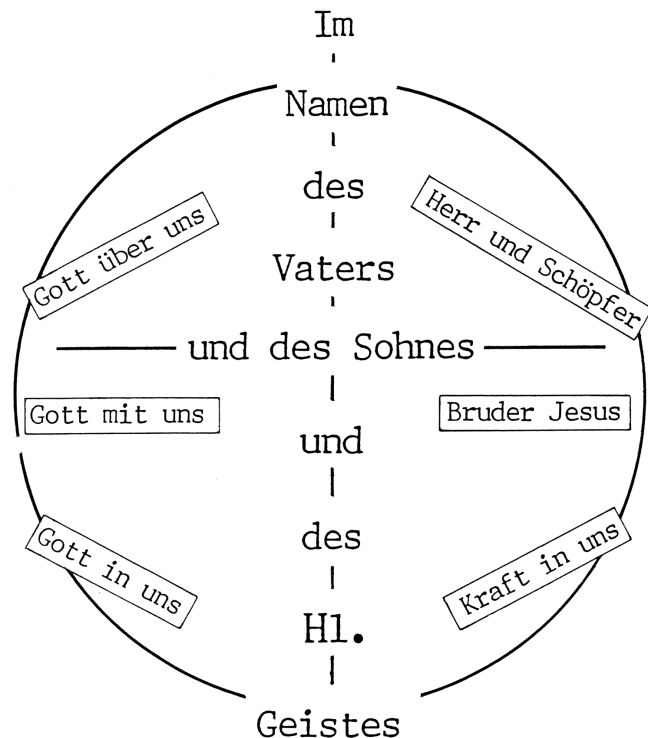 Im
Namen
des
Vaters
und des Sohnes
und
des
Hl.
Geistes
Gott über uns
Herr und Schöpfer
Gott mit uns
Bruder Jesus
Gott in uns
Kraft in uns